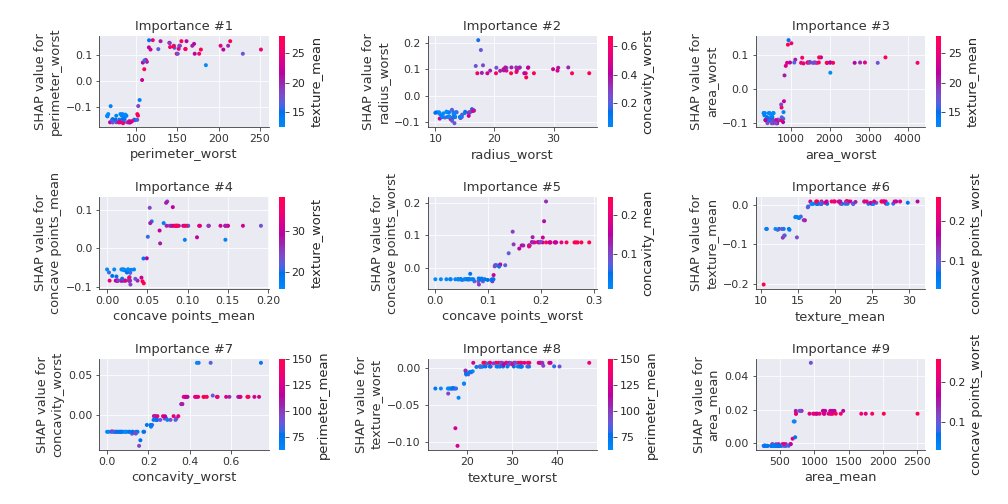 Importance #1
SHAP value for
perimeter_worst
0.1
0.0
−0.1
100
150
200
250
perimeter_worst
25
20
15
texture_mean
Importance #2
SHAP value for
radius_worst
0.2
0.1
0.0
−0.1
10
20
30
radius_worst
0.6
0.4
0.2
concavity_worst
Importance #3
SHAP value for
area_worst
0.1
0.0
−0.1
1000
2000
3000
4000
area_worst
25
20
15
texture_mean
Importance #4
SHAP value for
concave points_mean
0.1
0.0
−0.1
0.00
0.05
0.10
0.15
0.20
concave points_mean
30
20
texture_worst
Importance #5
SHAP value for
concave points_worst
0.2
0.1
0.0
0.0
0.1
0.2
0.3
concave points_worst
0.2
0.1
concavity_mean
Importance #6
SHAP value for
texture_mean
0.0
−0.1
−0.2
10
15
20
25
30
texture_mean
0.2
0.1
concave points_worst
Importance #7
SHAP value for
concavity_worst
0.05
0.00
0.0
0.2
0.4
0.6
concavity_worst
150
125
100
75
perimeter_mean
Importance #8
SHAP value for
texture_worst
0.00
−0.05
−0.10
20
30
40
texture_worst
150
125
100
75
perimeter_mean
Importance #9
SHAP value for
area_mean
0.04
0.02
0.00
500
1000
1500
2000
2500
area_mean
0.2
0.1
concave points_worst